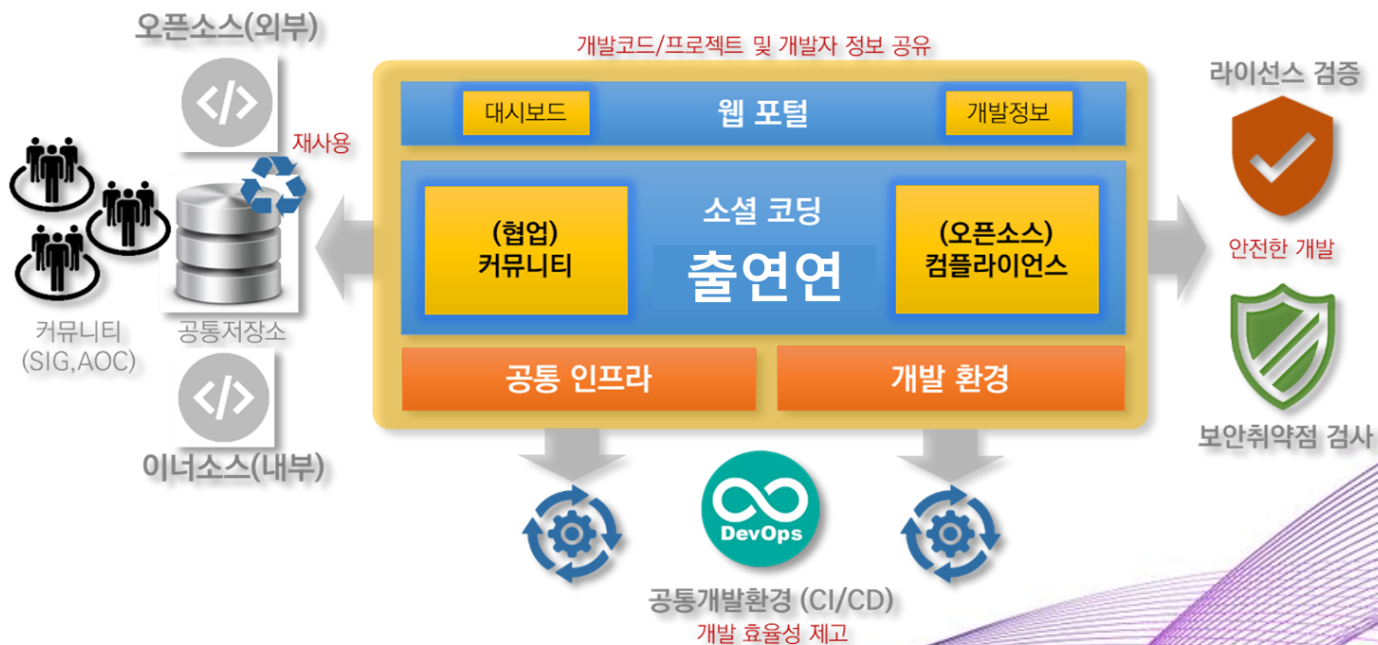 오픈소스(외부)
재사용
커뮤니티
(SIG,AOC)
공통저장소
이너소스(내부)
개발코드/프로젝트 및 개발자 정보 공유
대시보드
웹 포털
개발정보
(협업)
커뮤니티
소셜 코딩
출연연
(오픈소스)
컴플라이언스
공통 인프라
개발 환경
DevOps
공통개발환경 (CI/CD)
개발 효율성 제고
라이선스 검증
안전한 개발
보안취약점 검사